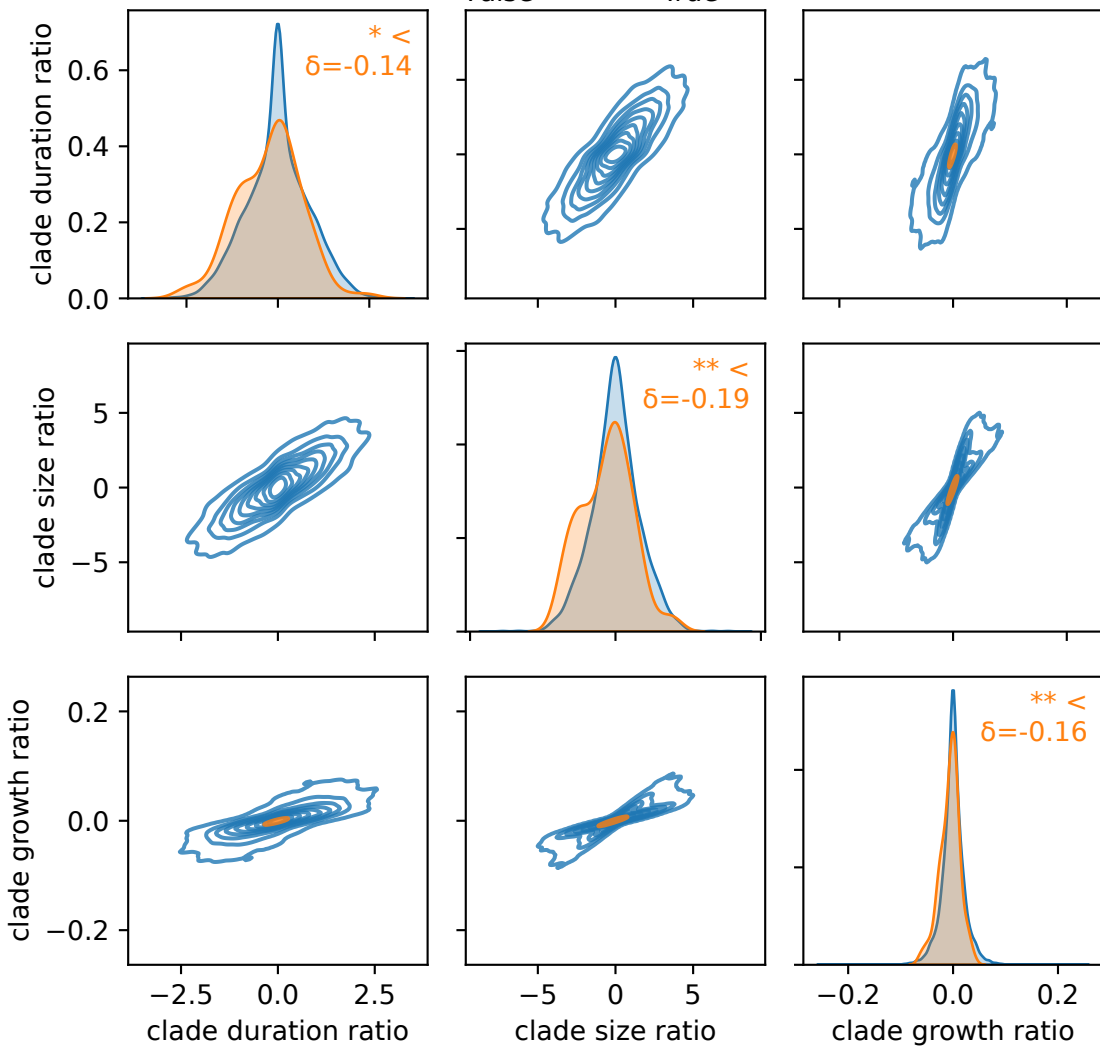 clade duration ratio
0.6
0.4
0.2
0.0
* <
δ=-0.14
clade size ratio
5
0
−5
** <
δ=-0.19
clade growth ratio
0.2
0.0
−0.2
** <
δ=-0.16
−2.5 0.0 2.5
clade duration ratio
−5 0 5
clade size ratio
−0.2 0.0 0.2
clade growth ratio